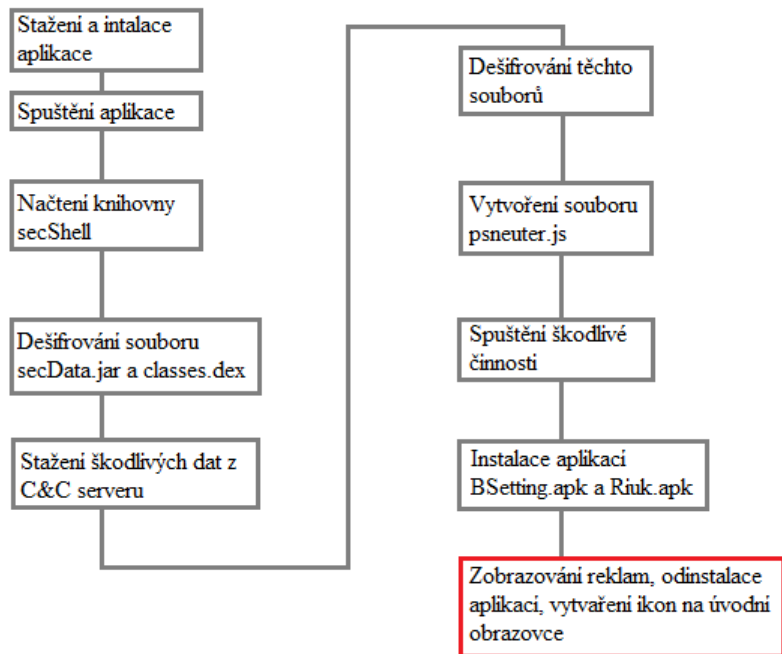 Stažení a intalace
aplikace
Spuštění aplikace
Načtení knihovny
secShell
Dešifrování souboru
secData.jar a classes.dex
Stažení škodlivých dat z
C&C serveru
Dešifrování těchto
souborů
Vytvoření souboru
psneuter.js
Spuštění škodlivé
činnosti
Instalace aplikací
BSetting.apk a Riuk.apk
Zobrazování reklam, odinstalace
aplikací, vytvaření ikon na úvodní
obrazovce